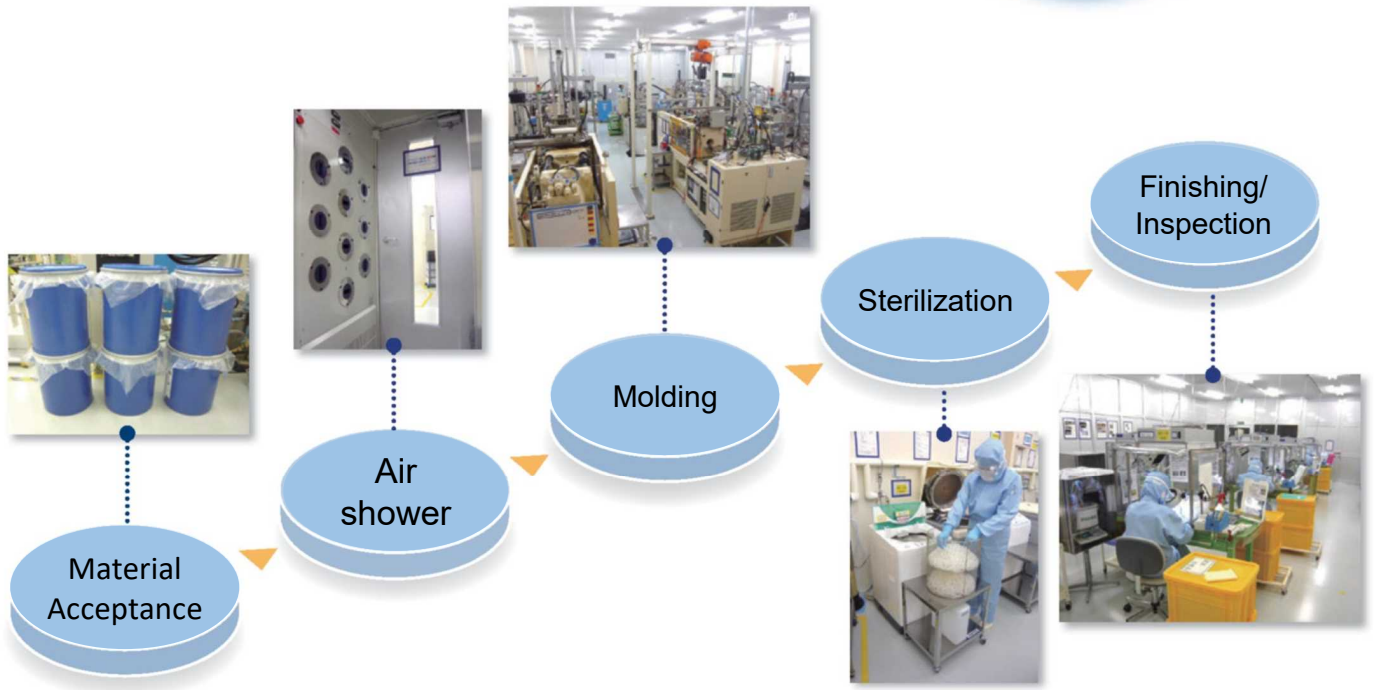 Material
Acceptance
Air
shower
Molding
Sterilization
Finishing/
Inspection